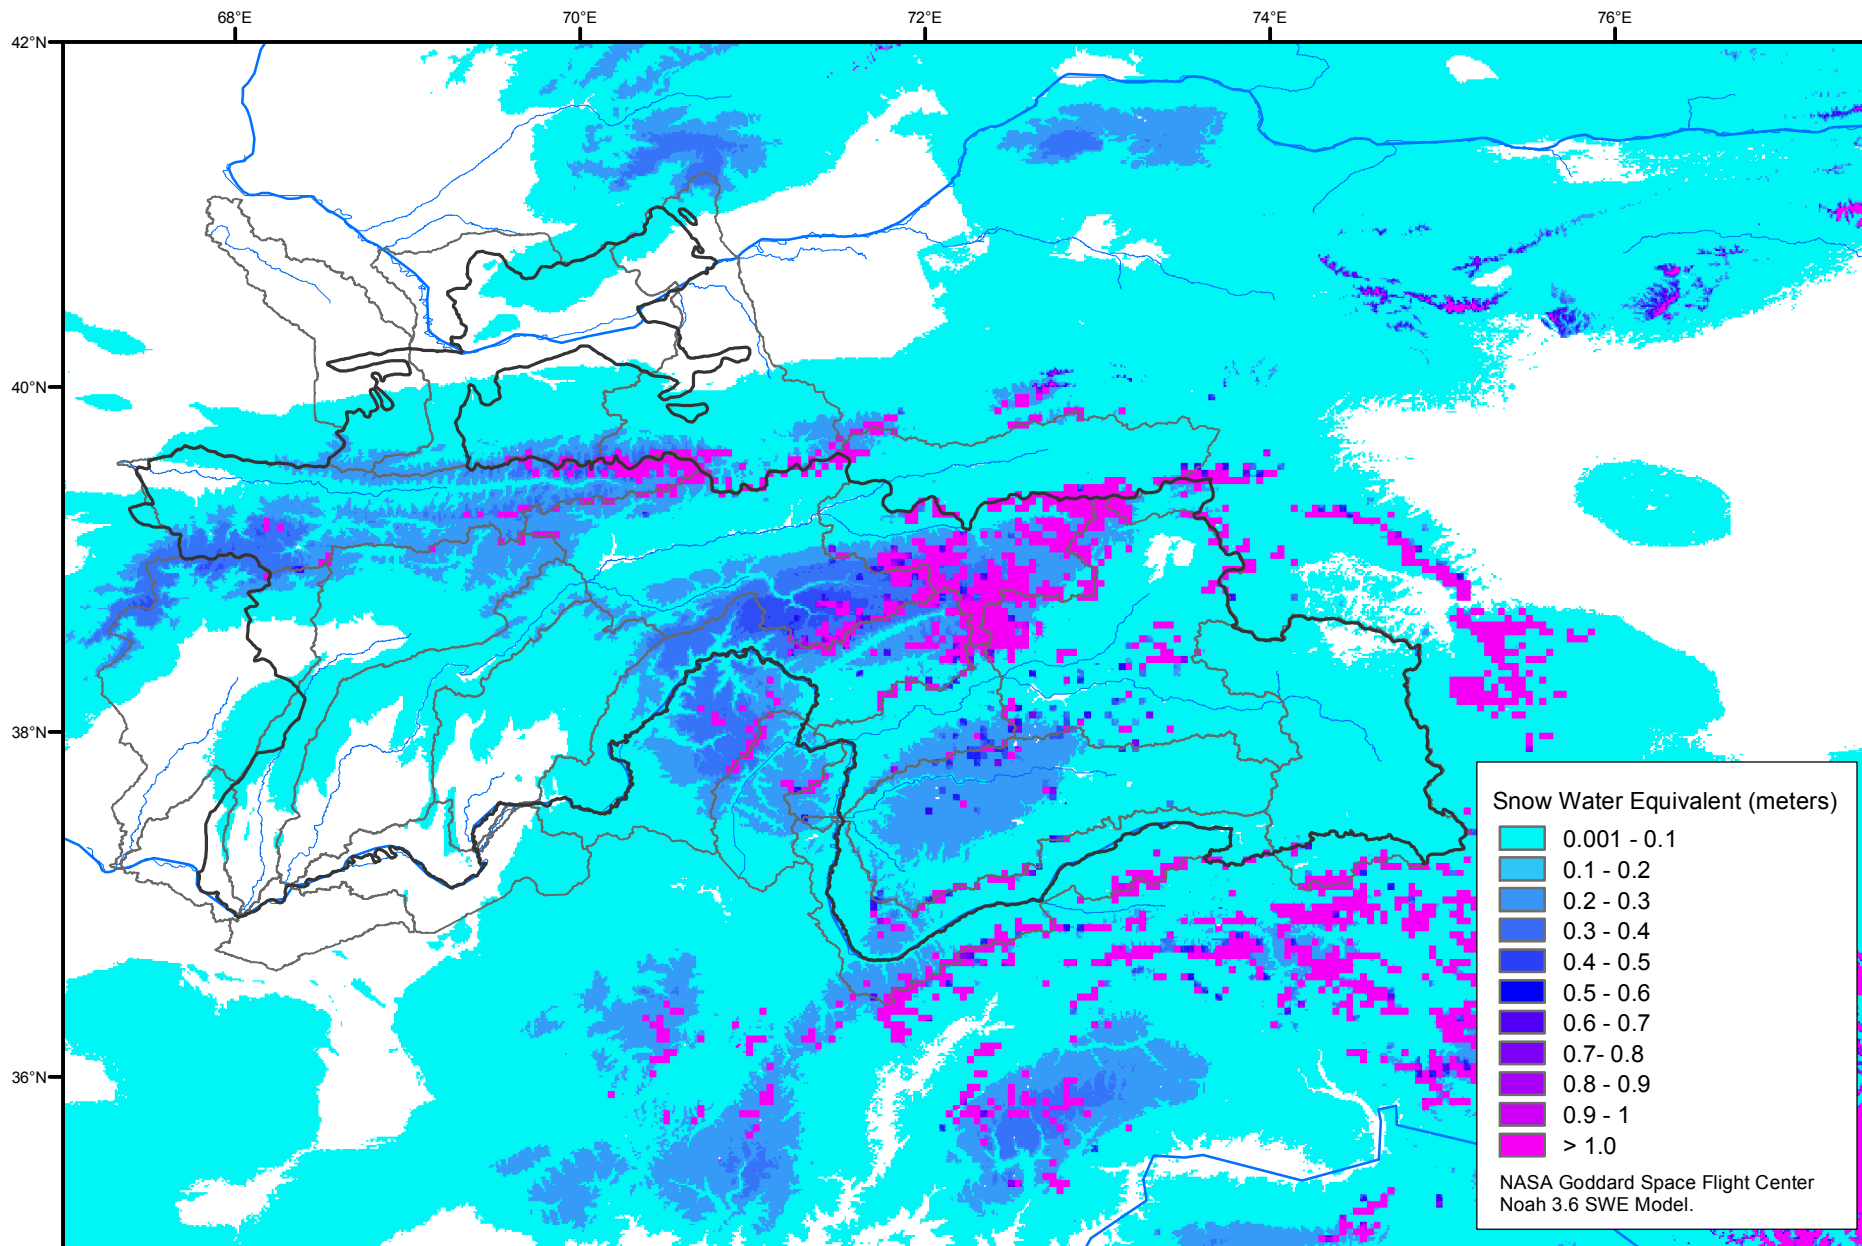 68°E 70°E 72°E 74°E 76°E
42°N
40°N
38°N
36°N
Snow Water Equivalent (meters)
0.001 - 0.1
0.1 - 0.2
0.2 - 0.3
0.3 - 0.4
0.4 - 0.5
0.5 - 0.6
0.6 - 0.7
0.7- 0.8
0.8 - 0.9
0.9 - 1
> 1.0
NASA Goddard Space Flight Center
Noah 3.6 SWE Model.